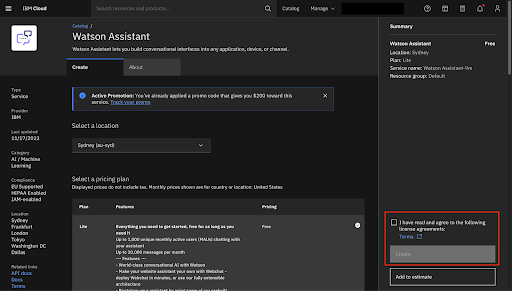 IBM Cloud
Search resources and products...
Catalog
Manage
Catalog /
Watson Assistant
Watson Assistant lets you build conversational interfaces into any application, device, or channel.
Create
About
Type
Service
Provider
IBM
Last updated
11/17/2022
Category
AI / Machine
Learning
Compliance
EU Supported
HIPAA Enabled
IAM-enabled
Location
Sydney
Frankfurt
London
Tokyo
Washington DC
Dallas
Related links
API docs
Docs
Terms
Active Promotion: You've already applied a promo code that gives you $200 toward this
service. Track your promo
Select a location
Sydney (au-syd)
Select a pricing plan
Displayed prices do not include tax. Monthly prices shown are for country or location: United States
Plan
Features
Pricing
Lite
Everything you need to get started, free for as long as you
need it
Up to 1,000 unique monthly active users (MAUs) chatting with
your assistant
Up to 10,000 messages per month
--- Features ---
- World-class conversational AI with Watson
- Make your website assistant your own with Webchat -
deploy Webchat in minutes, or use our fully extensible
architecture
Free
Summary
Watson Assistant
Free
Location: Sydney
Plan: Lite
Service name: Watson Assistant-9m
Resource group: Default
I have read and agree to the following
license agreements:
Terms
Create
Add to estimate